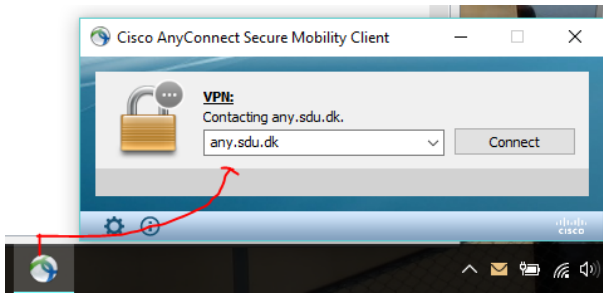 Cisco AnyConnect Secure Mobility Client
VPN:
Contacting any.sdu.dk.
any.sdu.dk
Connect
cisco